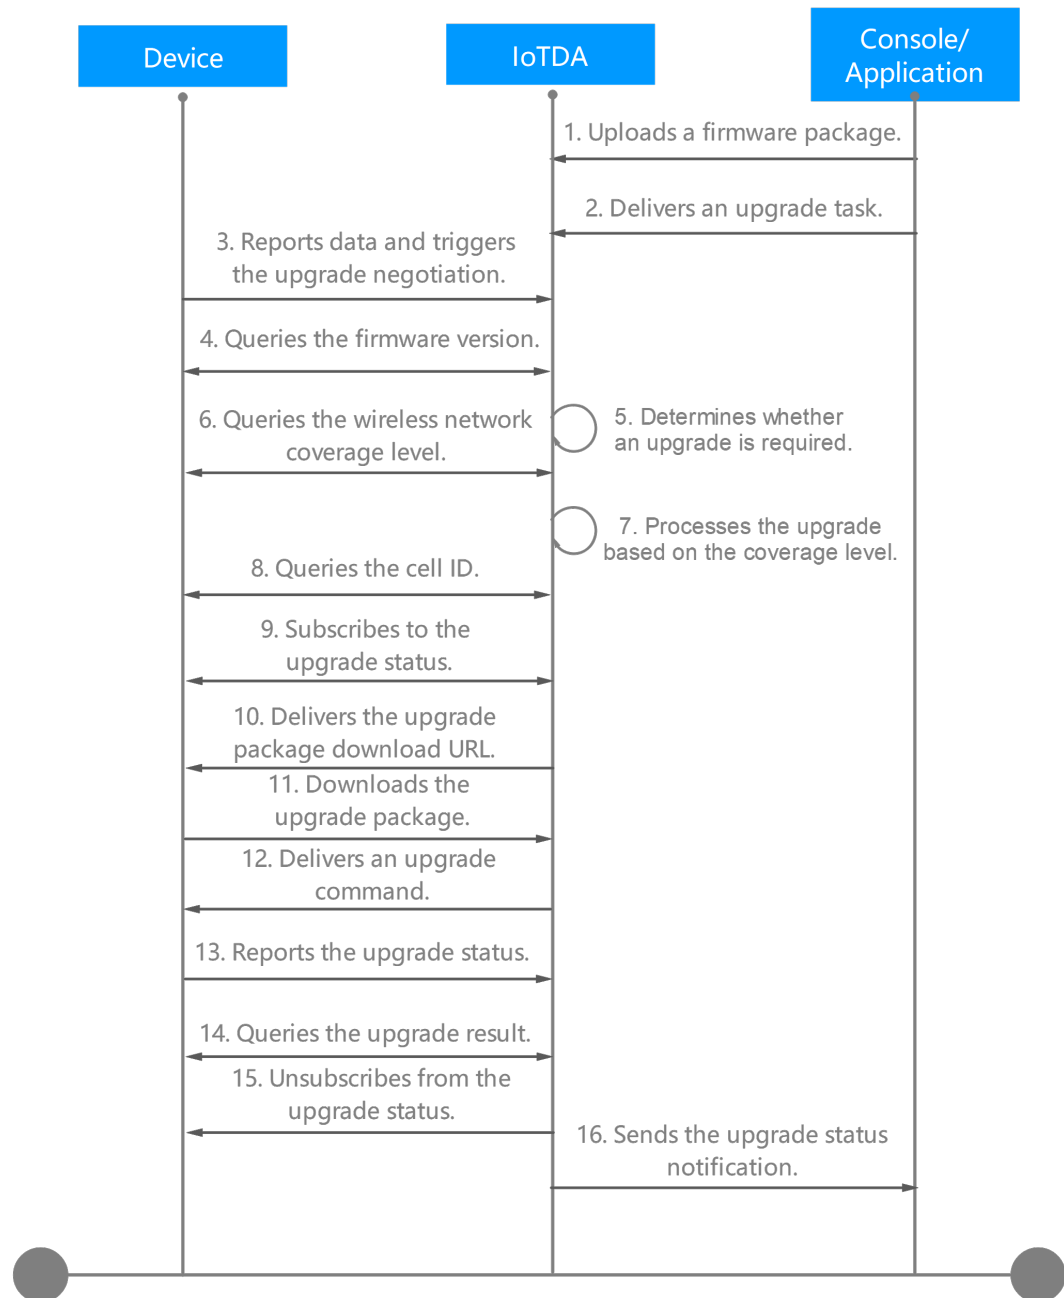 Device
IoTDA
Console/
Application
1. Uploads a firmware package.
2. Delivers an upgrade task.
3. Reports data and triggers
the upgrade negotiation.
4. Queries the firmware version.
5. Determines whether
an upgrade is required.
6. Queries the wireless network
coverage level.
7. Processes the upgrade
based on the coverage level.
8. Queries the cell ID.
9. Subscribes to the
upgrade status.
10. Delivers the upgrade
package download URL.
11. Downloads the
upgrade package.
12. Delivers an upgrade
command.
13. Reports the upgrade status.
14. Queries the upgrade result.
15. Unsubscribes from the
upgrade status.
16. Sends the upgrade status
notification.